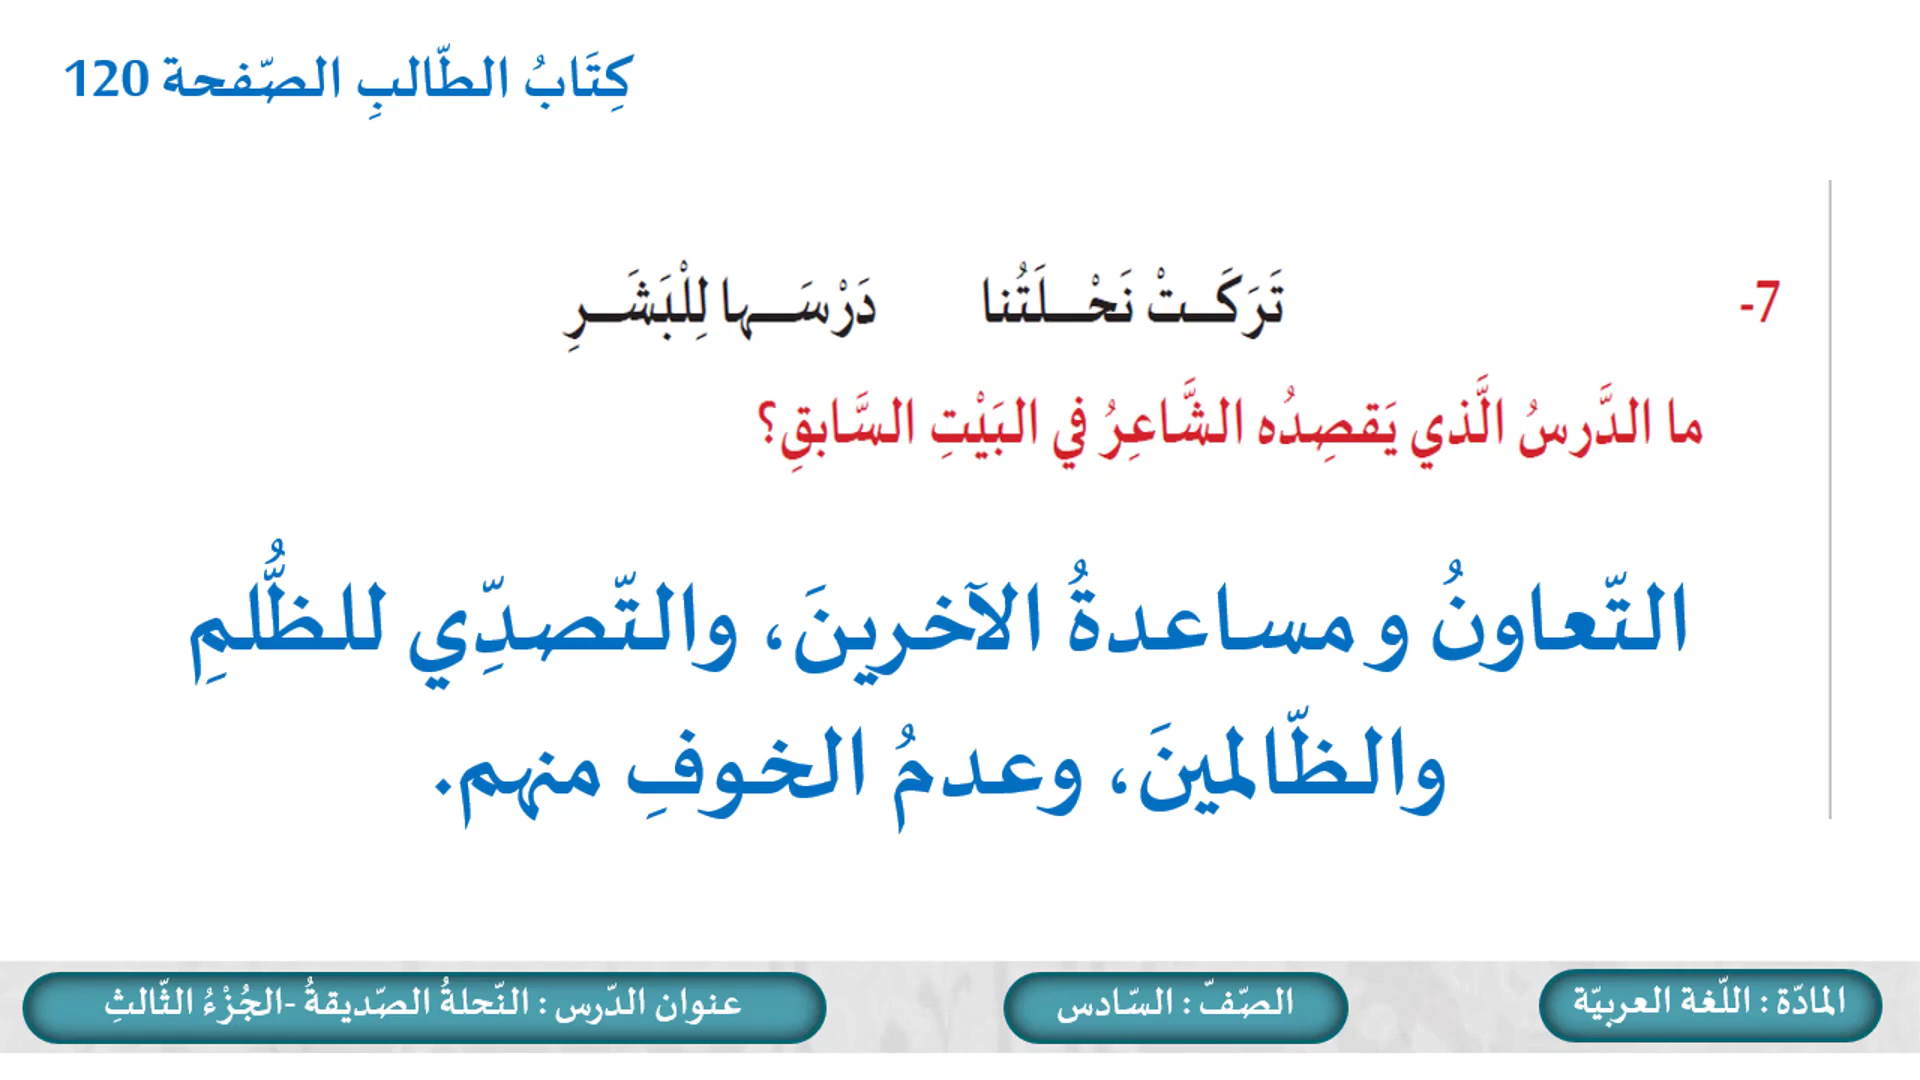 كِتَابُ الطّالبِ الصّفحة 120
7- تَرَكَتْ نَحْلَتُنا دَرْسَها لِلْبَشَرِ
ما الدَّرسُ الَّذي يَقصِدُه الشَّاعِرُ في البَيْتِ السَّابقِ؟
التّعاونُ و مساعدةُ الآخرينَ، والتّصدِّي للظُّلمِ
والظّالمينَ، وعدمُ الخوفِ منهم.
المادّة : اللّغة العربيّة
الصّفّ : السّادس
عنوان الدّرس : النّحلةُ الصّديقةُ -الجُزْءُ الثّالثِ